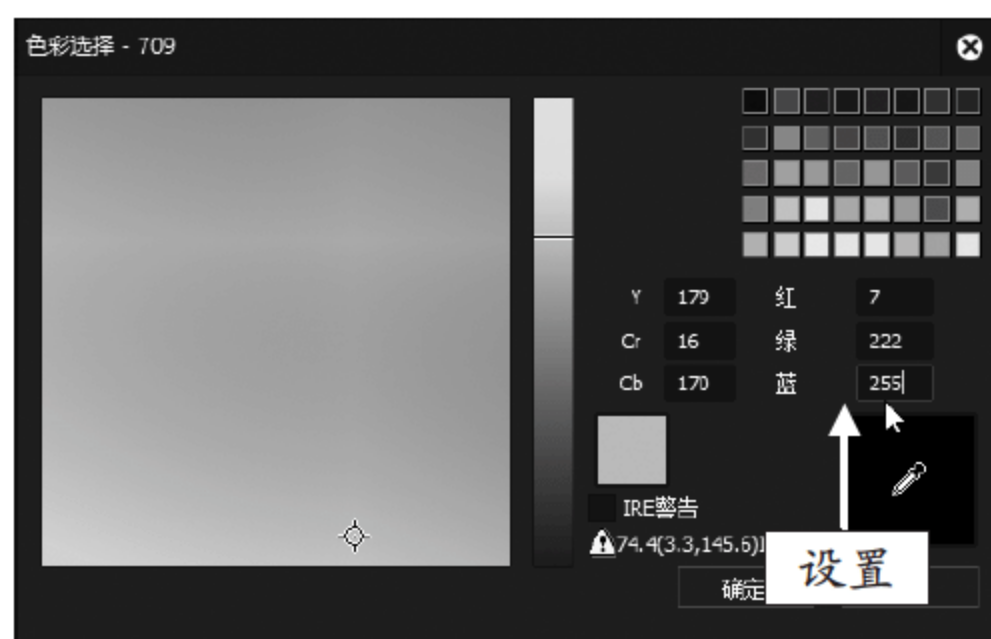 色彩选择 - 709
Y 179 红 7
Cr 16 绿 222
Cb 170 蓝 255
IRE警告
74.4(3.3,145.6)I
设置
确定